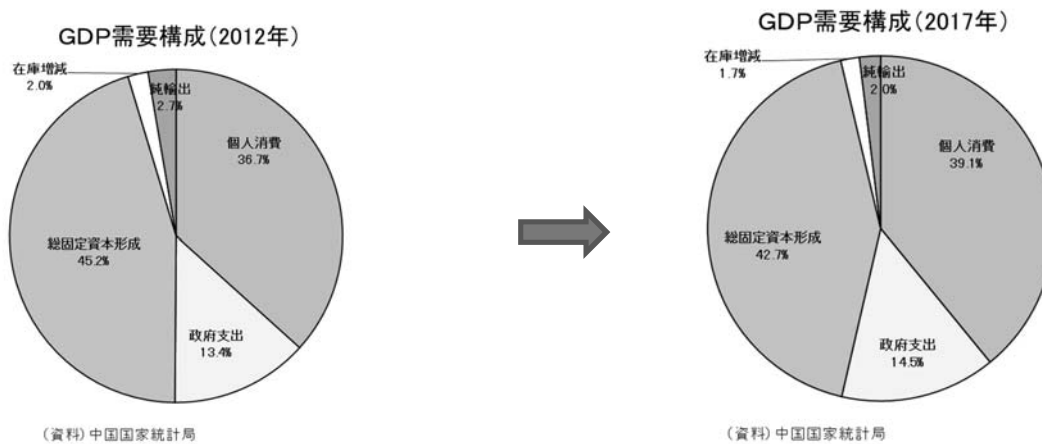 GDP需要構成(2012年)
在庫増減
2.0%
純輸出
2.7%
個人消費
36.7%
総固定資本形成
45.2%
政府支出
13.4%
(資料)中国国家統計局
GDP需要構成(2017年)
在庫増減
1.7%
純輸出
2.0%
個人消費
39.1%
総固定資本形成
42.7%
政府支出
14.5%
(資料)中国国家統計局